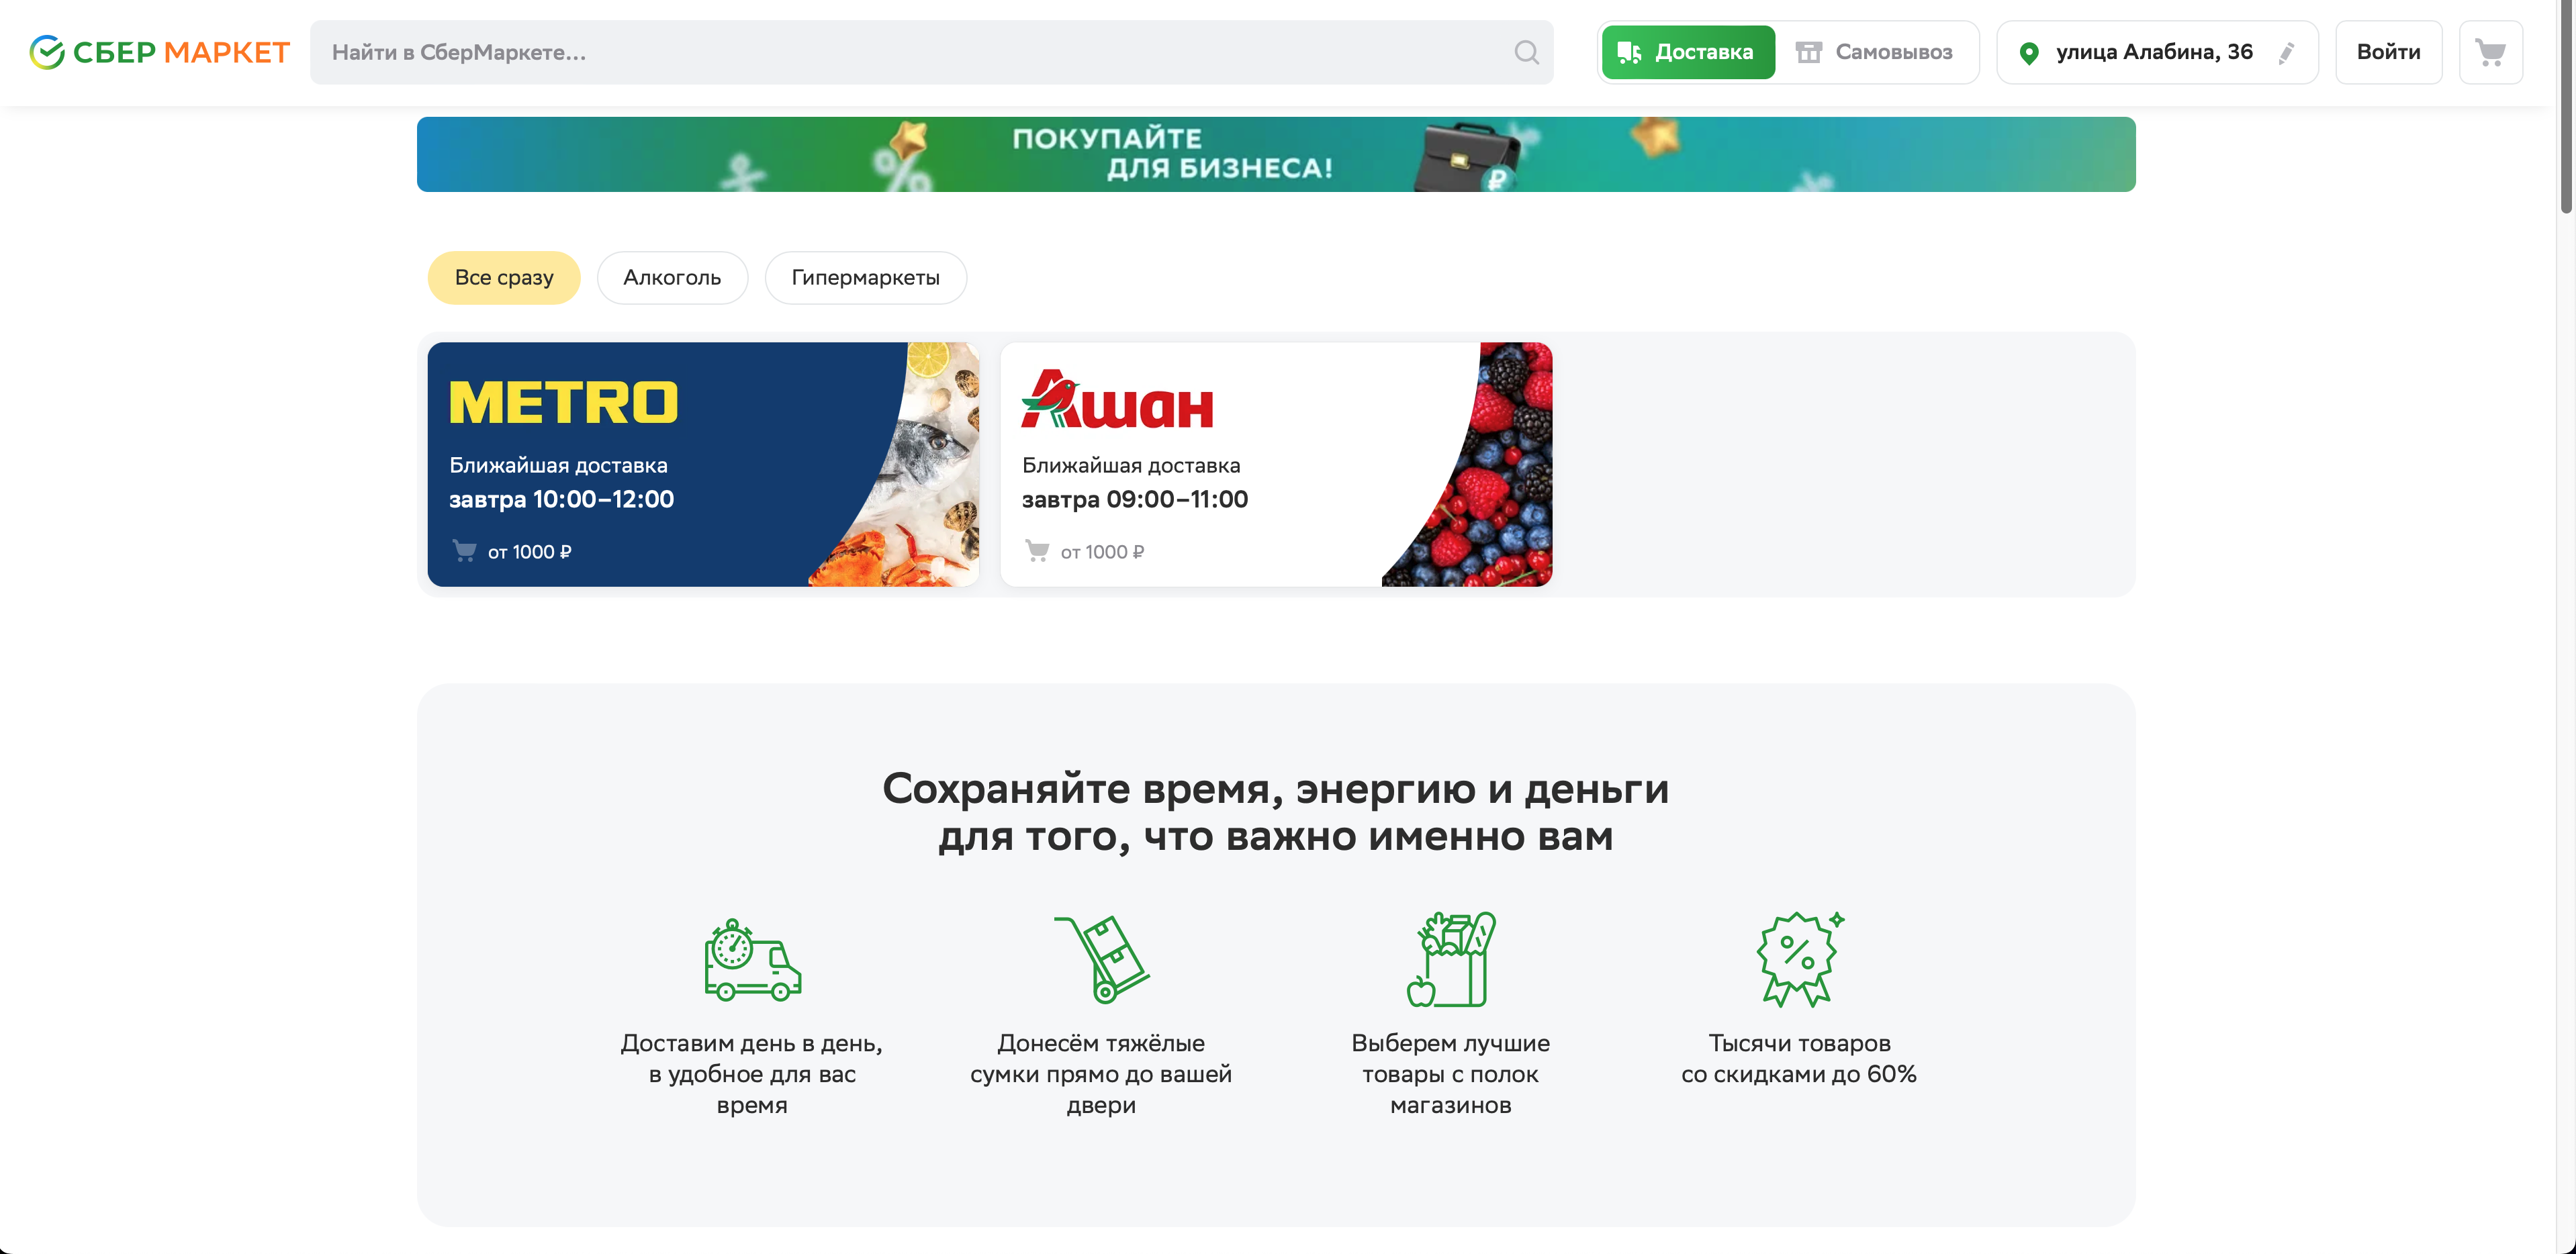 СБЕР МАРКЕТ
Найти в СберМаркете...
Доставка
Самовывоз
улица Алабина, 36
Войти
ПОКУПАЙТЕ
ДЛЯ БИЗНЕСА!
Все сразу
Алкоголь
Гипермаркеты
METRO
Ближайшая доставка
завтра 10:00–12:00
от 1000 ₽
Ашан
Ближайшая доставка
завтра 09:00–11:00
от 1000 ₽
Сохраняйте время, энергию и деньги
для того, что важно именно вам
Доставим день в день,
в удобное для вас
время
Донесём тяжёлые
сумки прямо до вашей
двери
Выберем лучшие
товары с полок
магазинов
Тысячи товаров
со скидками до 60%